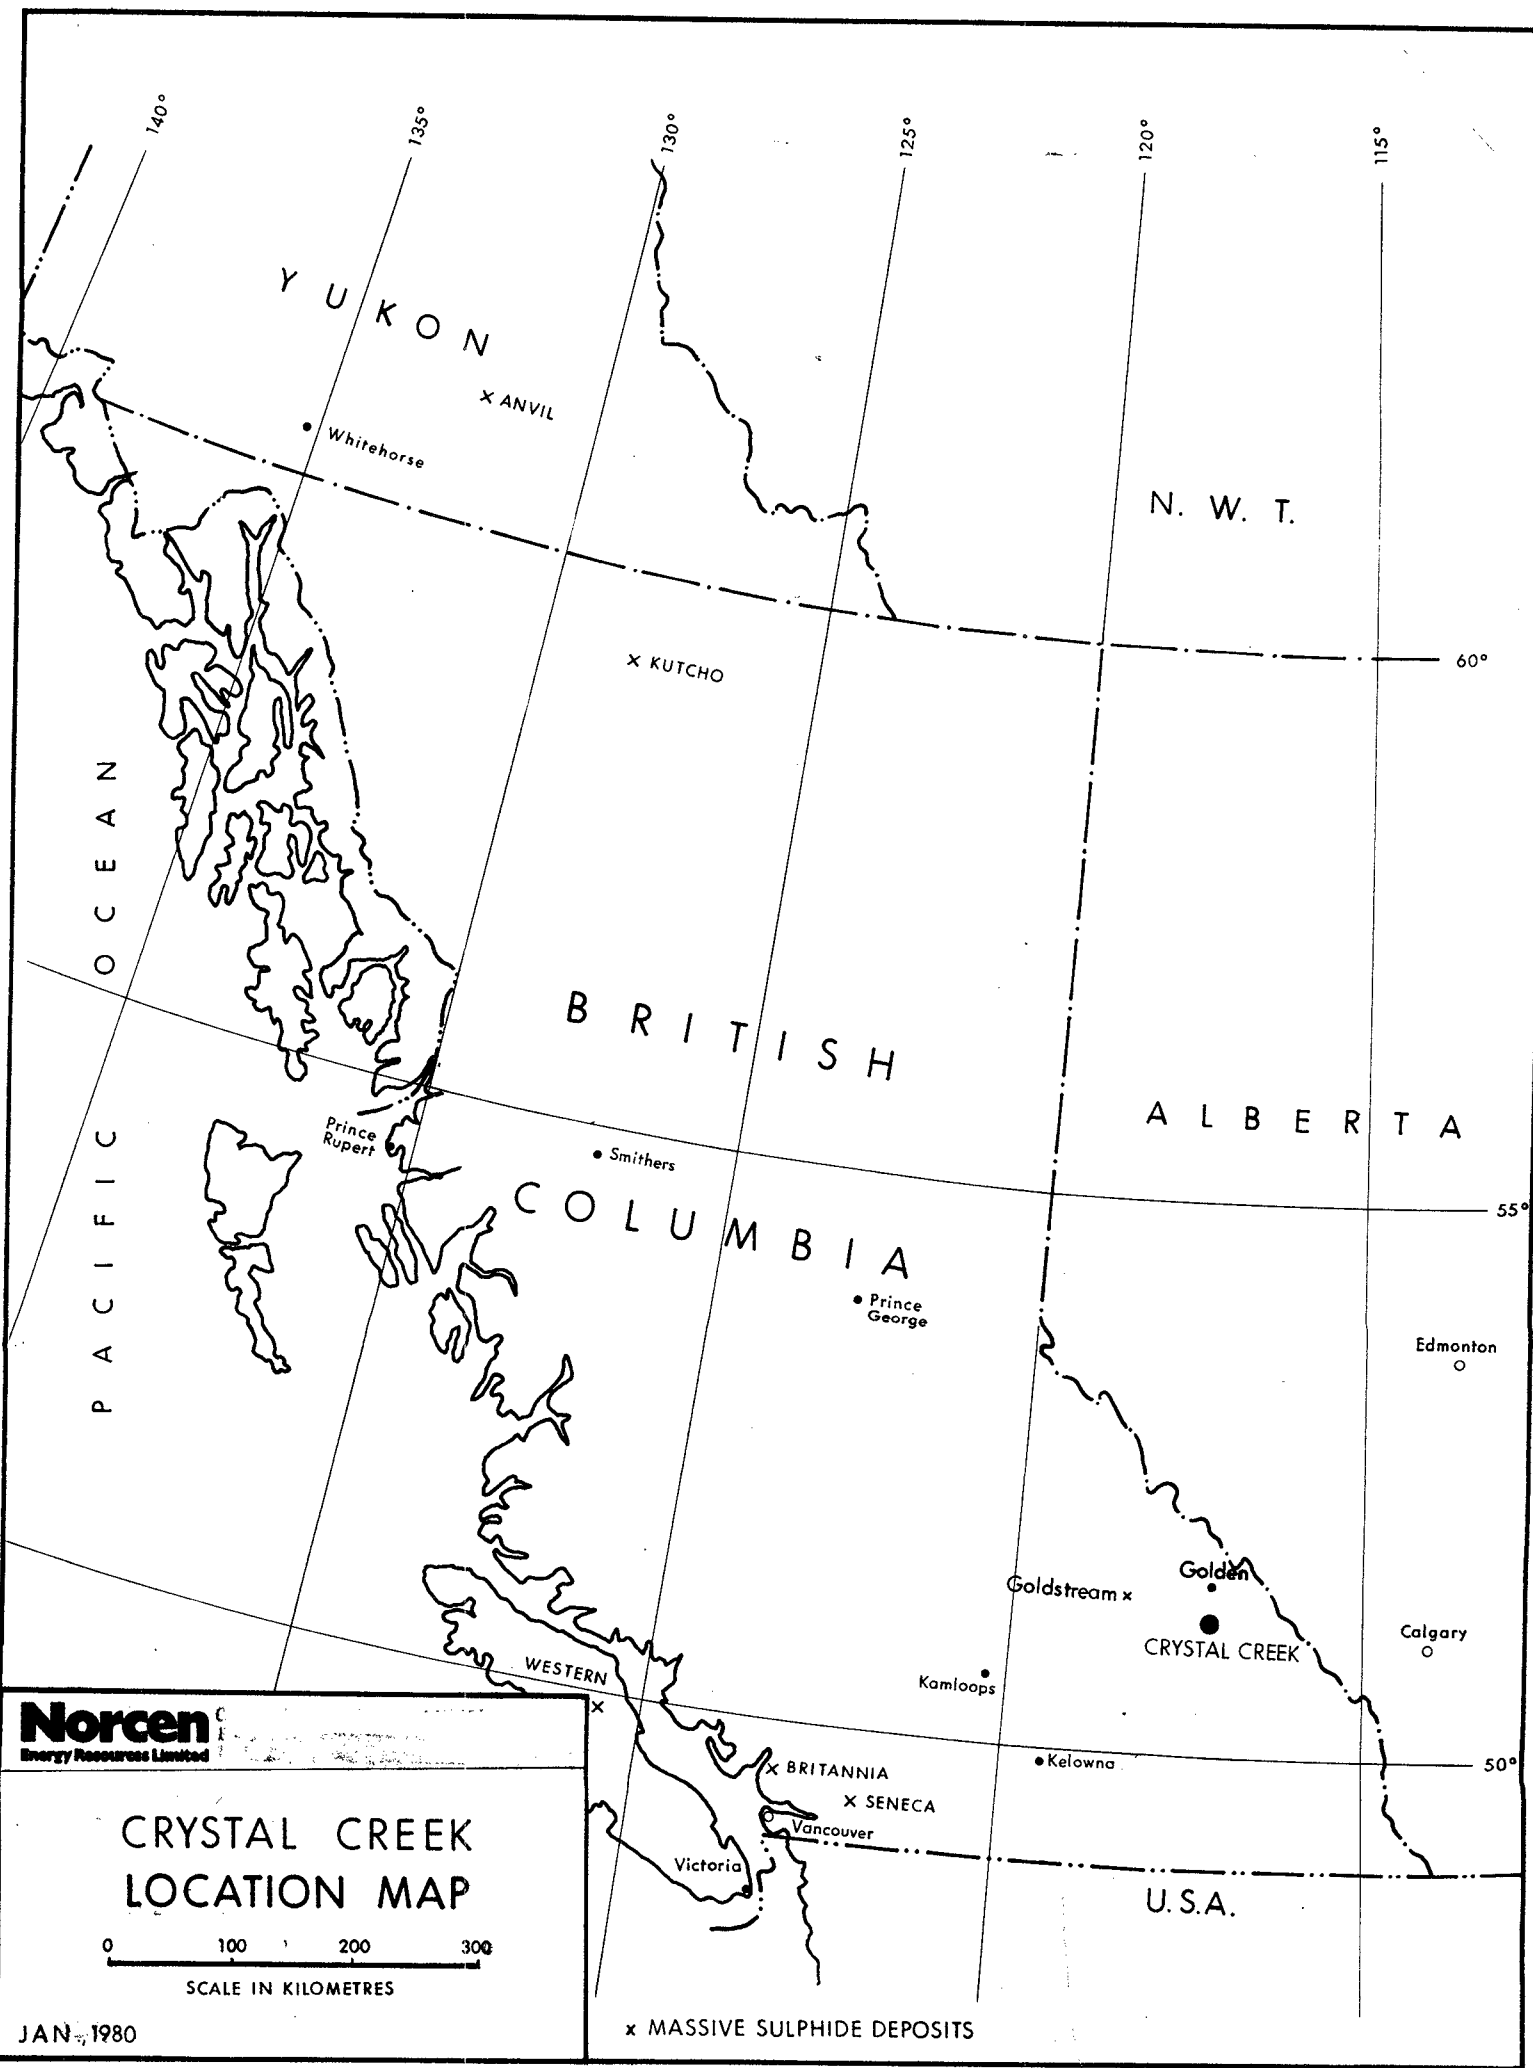 140°
135°
130°
125°
120°
115°
YUKON
x ANVIL
Whitehorse
N. W. T.
60°
x KUTCHO
PACIFIC OCEAN
BRITISH
COLUMBIA
ALBERTA
Prince
Rupert
Smithers
55°
Prince
George
Edmonton
Golden
Goldstream x
CRYSTAL CREEK
Calgary
Kamloops
WESTERN
x
50°
Kelowna
x BRITANNIA
x SENECA
Vancouver
Victoria
U.S.A.
Norcen
Energy Resources Limited
CRYSTAL CREEK
LOCATION MAP
0 100 200 300
SCALE IN KILOMETRES
JAN., 1980
x MASSIVE SULPHIDE DEPOSITS